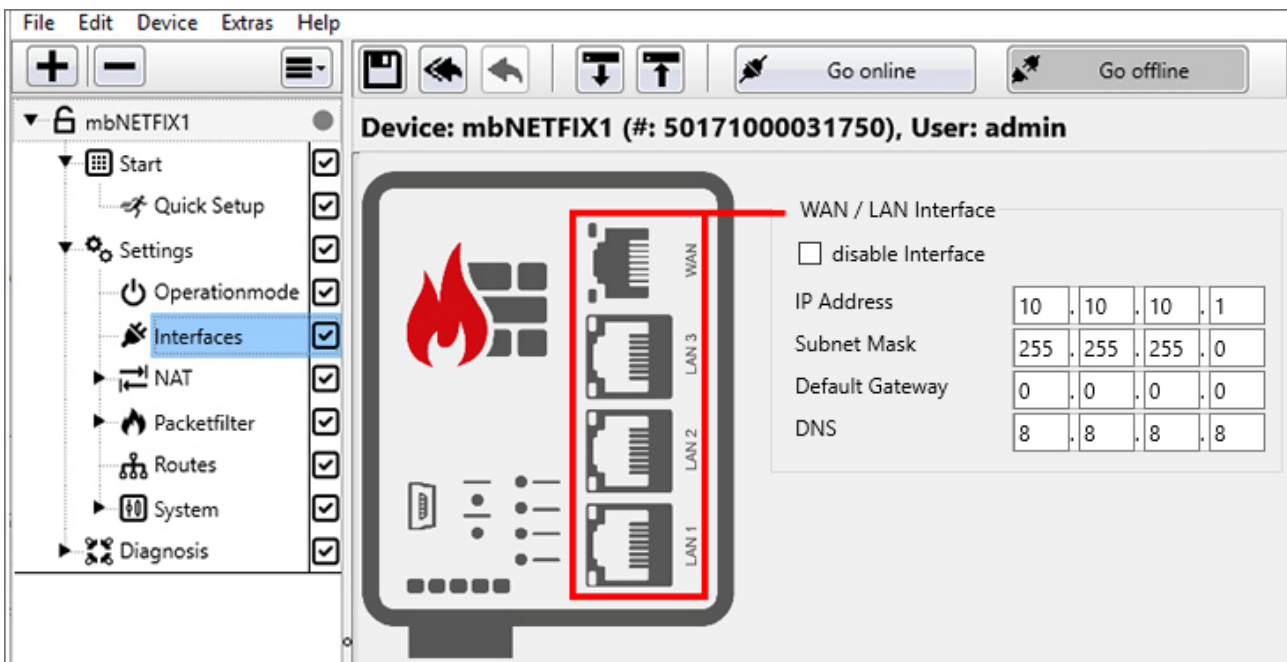 File Edit Device Extras Help
Go online
Go offline
mbNETFIX1
Start
Quick Setup
Settings
Operationmode
Interfaces
NAT
Packetfilter
Routes
System
Diagnosis
Device: mbNETFIX1 (#: 50171000031750), User: admin
WAN
LAN 3
LAN 2
LAN 1
WAN / LAN Interface
disable Interface
IP Address 10 . 10 . 10 . 1
Subnet Mask 255 . 255 . 255 . 0
Default Gateway 0 . 0 . 0 . 0
DNS 8 . 8 . 8 . 8